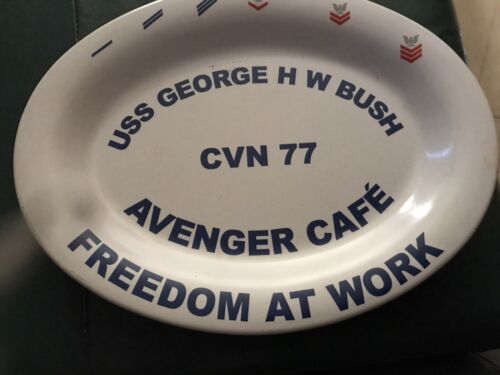 USS GEORGE H W BUSH
CVN 77
AVENGER CAFÉ
FREEDOM AT WORK